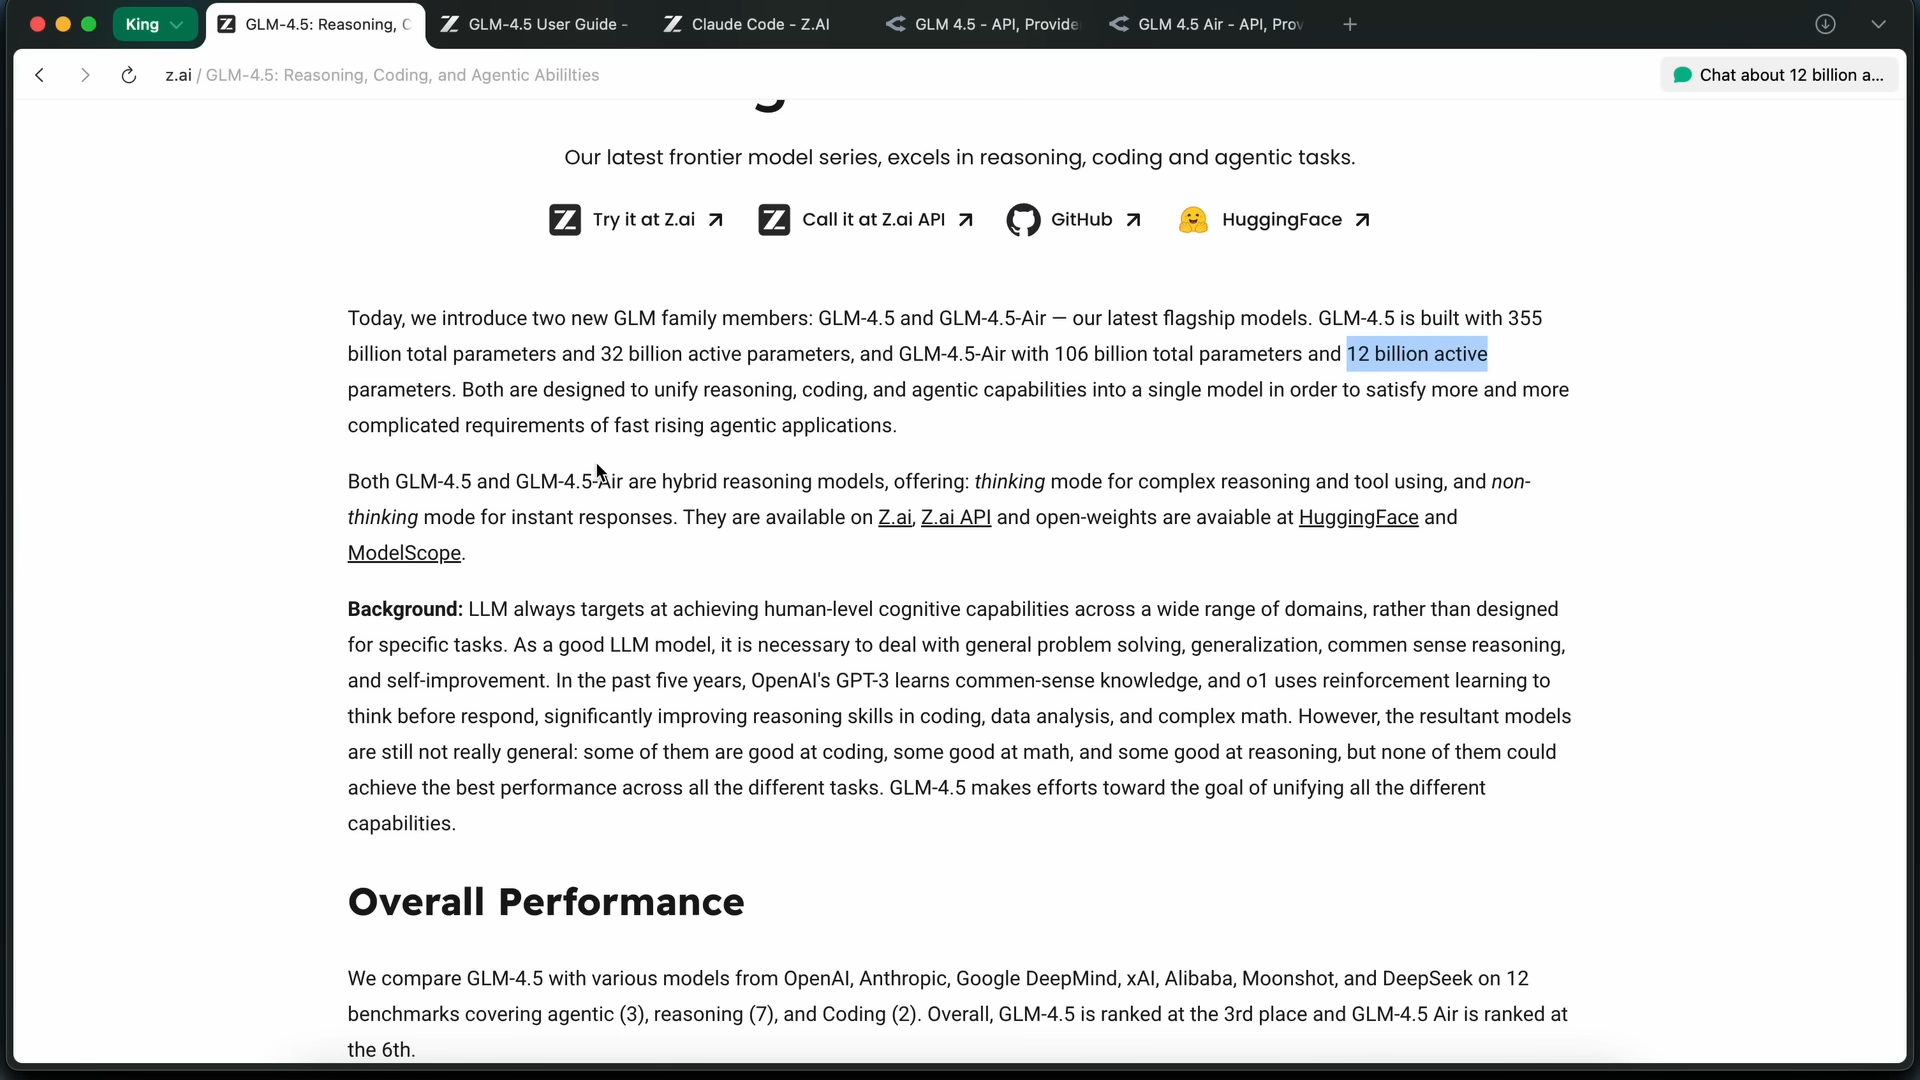 King
GLM-4.5: Reasoning, C
GLM-4.5 User Guide -
Claude Code - Z.AI
GLM 4.5 - API, Provide
GLM 4.5 Air - API, Prov
z.ai / GLM-4.5: Reasoning, Coding, and Agentic Abililties
Chat about 12 billion a...
Our latest frontier model series, excels in reasoning, coding and agentic tasks.
Try it at Z.ai
Call it at Z.ai API
GitHub
HuggingFace
Today, we introduce two new GLM family members: GLM-4.5 and GLM-4.5-Air — our latest flagship models. GLM-4.5 is built with 355
billion total parameters and 32 billion active parameters, and GLM-4.5-Air with 106 billion total parameters and 12 billion active
parameters. Both are designed to unify reasoning, coding, and agentic capabilities into a single model in order to satisfy more and more
complicated requirements of fast rising agentic applications.
Both GLM-4.5 and GLM-4.5-Air are hybrid reasoning models, offering: thinking mode for complex reasoning and tool using, and non-
thinking mode for instant responses. They are available on Z.ai, Z.ai API and open-weights are avaiable at HuggingFace and
ModelScope.
Background: LLM always targets at achieving human-level cognitive capabilities across a wide range of domains, rather than designed
for specific tasks. As a good LLM model, it is necessary to deal with general problem solving, generalization, commen sense reasoning,
and self-improvement. In the past five years, OpenAI's GPT-3 learns commen-sense knowledge, and o1 uses reinforcement learning to
think before respond, significantly improving reasoning skills in coding, data analysis, and complex math. However, the resultant models
are still not really general: some of them are good at coding, some good at math, and some good at reasoning, but none of them could
achieve the best performance across all the different tasks. GLM-4.5 makes efforts toward the goal of unifying all the different
capabilities.
Overall Performance
We compare GLM-4.5 with various models from OpenAI, Anthropic, Google DeepMind, xAI, Alibaba, Moonshot, and DeepSeek on 12
benchmarks covering agentic (3), reasoning (7), and Coding (2). Overall, GLM-4.5 is ranked at the 3rd place and GLM-4.5 Air is ranked at
the 6th.